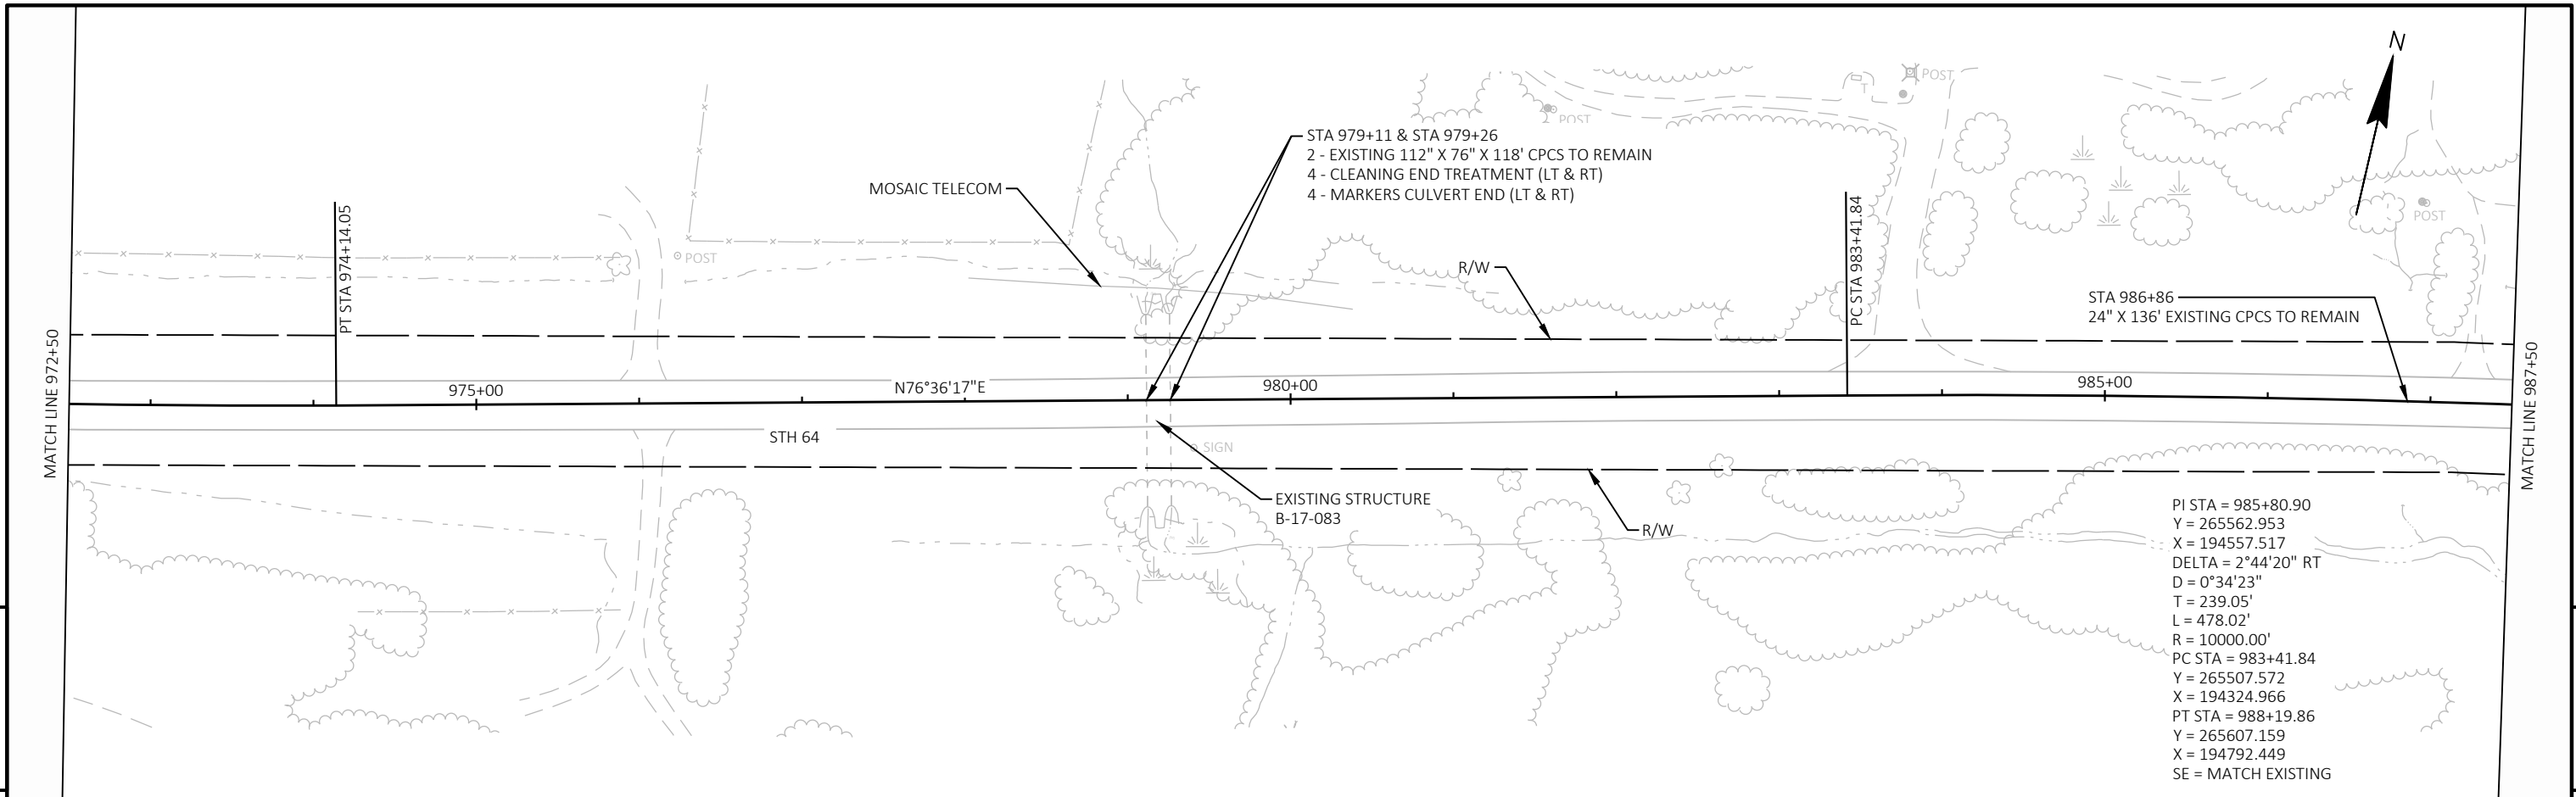 N
POST
POST
STA 979+11 & STA 979+26
2 - EXISTING 112" X 76" X 118' CPCS TO REMAIN
4 - CLEANING END TREATMENT (LT & RT)
4 - MARKERS CULVERT END (LT & RT)
MOSAIC TELECOM
T
PT STA 974+14.05
PC STA 983+41.84
POST
POST
R/W
STA 986+86
24" X 136' EXISTING CPCS TO REMAIN
MATCH LINE 972+50
MATCH LINE 987+50
975+00
N76°36'17"E
980+00
985+00
STH 64
SIGN
EXISTING STRUCTURE
B-17-083
R/W
PI STA = 985+80.90
Y = 265562.953
X = 194557.517
DELTA = 2°44'20" RT
D = 0°34'23"
T = 239.05'
L = 478.02'
R = 10000.00'
PC STA = 983+41.84
Y = 265507.572
X = 194324.966
PT STA = 988+19.86
Y = 265607.159
X = 194792.449
SE = MATCH EXISTING